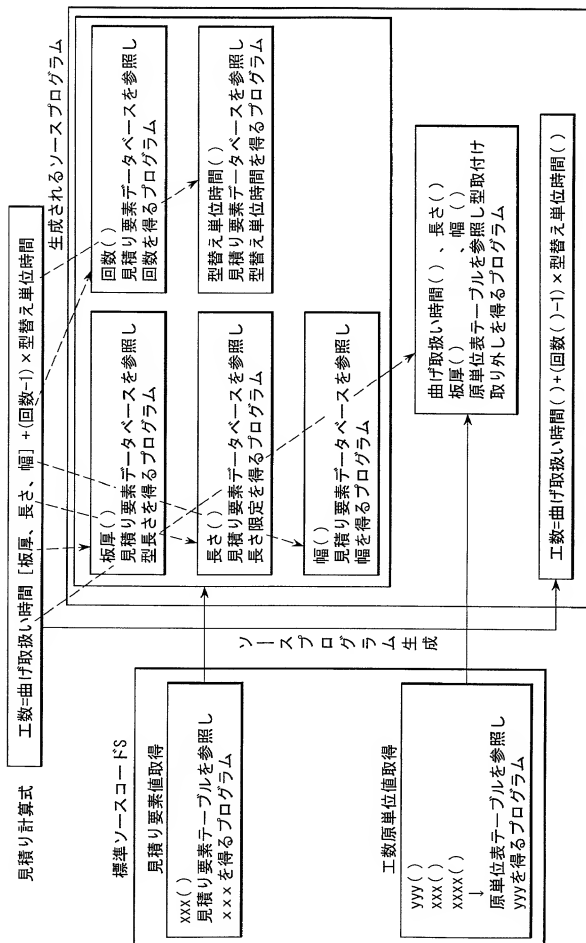 見積り計算式
工数=曲げ取扱い時間 [板厚、長さ、幅] +(回数-1)×型替え単位時間
標準ソースコードS
見積り要素値取得
xxx()
見積り要素テーブルを参照し
xxxを得るプログラム
工数原単位値取得
yyy()
xxx()
xxxx()
↓
原単位表テーブルを参照し
yyyを得るプログラム
ソースプログラム生成
生成されるソースプログラム
板厚()
見積り要素データベースを参照し
型長さを得るプログラム
長さ()
見積り要素データベースを参照し
長さ限定を得るプログラム
幅()
見積り要素データベースを参照し
幅を得るプログラム
回数()
見積り要素データベースを参照し
回数を得るプログラム
型替え単位時間()
見積り要素データベースを参照し
型替え単位時間を得るプログラム
曲げ取扱い時間()、長さ()
板厚() 、幅()
原単位表テーブルを参照し型取付け
取り外しを得るプログラム
工数=曲げ取扱い時間()+(回数()-1)×型替え単位時間()